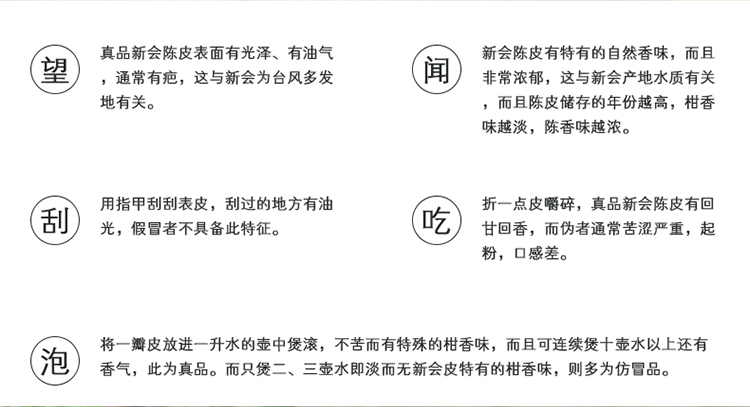 望
真品新会陈皮表面有光泽、有油气
，通常有疤，这与新会为台风多发
地有关。
闻
新会陈皮有特有的自然香味，而且
非常浓郁，这与新会产地水质有关
，而且陈皮储存的年份越高，柑香
味越淡，陈香味越浓。
刮
用指甲刮刮表皮，刮过的地方有油
光，假冒者不具备此特征。
吃
折一点皮嚼碎，真品新会陈皮有回
甘回香，而伪者通常苦涩严重，起
粉，口感差。
泡
将一瓣皮放进一升水的壶中煲滚，不苦而有特殊的柑香味，而且可连续煲十壶水以上还有
香气，此为真品。而只煲二、三壶水即淡而无新会皮特有的柑香味，则多为仿冒品。